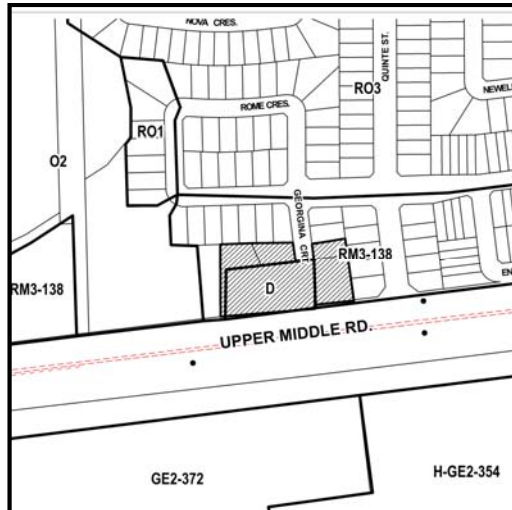 NOVA CRES.
QUINTE ST.
RO3
NEWELL
ROME CRES.
RO1
O2
GEORGINA CRT.
RM3-138
RM3-138
D
EN
UPPER MIDDLE RD.
GE2-372
H-GE2-354